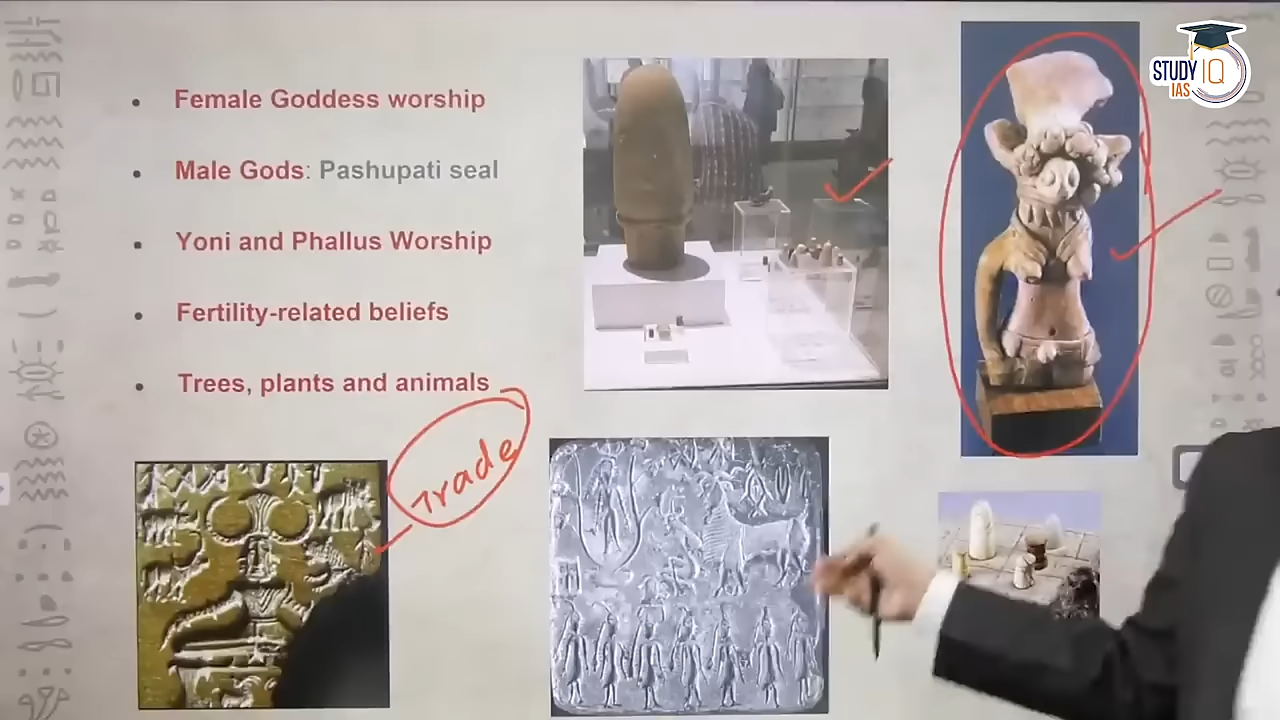 Female Goddess worship
Male Gods: Pashupati seal
Yoni and Phallus Worship
Fertility-related beliefs
Trees, plants and animals
Trade
STUDY IQ
IAS